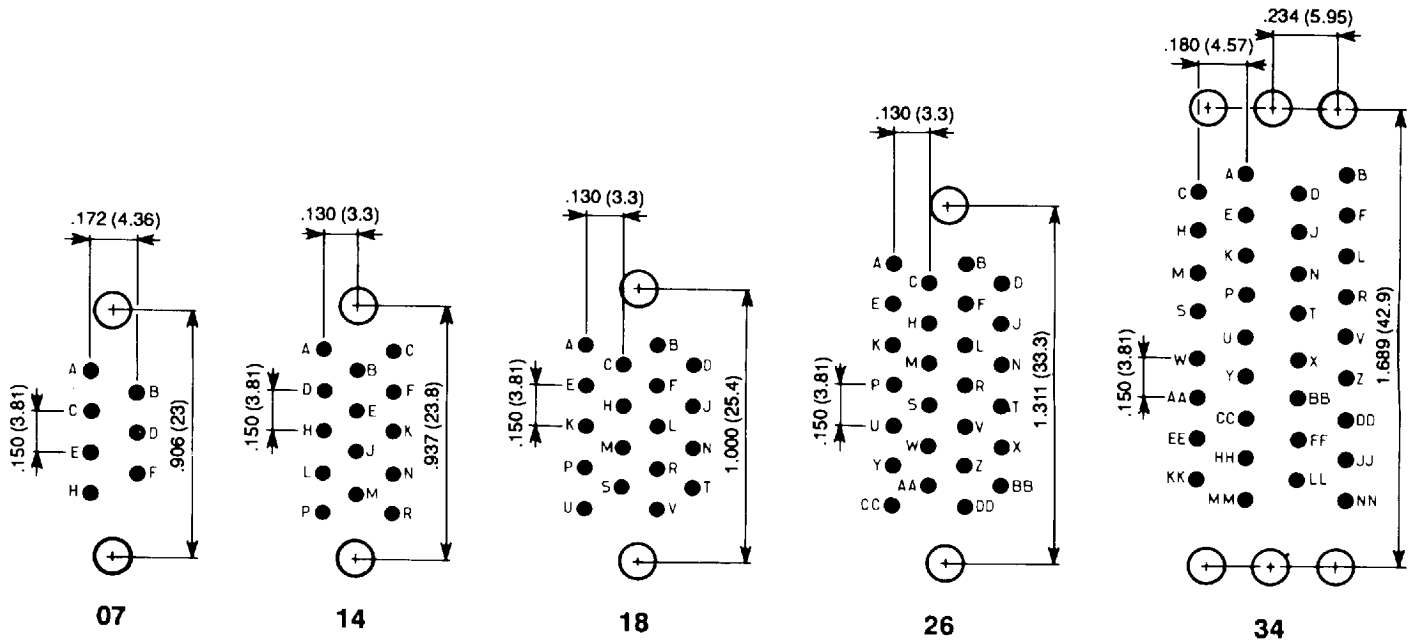 .172 (4.36)
A
B
C
D
E
F
H
.150 (3.81)
.906 (23)
07
.130 (3.3)
A
C
B
D
F
E
H
K
J
L
N
M
P
R
.150 (3.81)
.937 (23.8)
14
.130 (3.3)
A
B
C
D
E
F
H
J
K
L
M
N
P
R
S
T
U
V
.150 (3.81)
1.000 (25.4)
18
.130 (3.3)
A
B
C
D
E
F
H
J
K
L
M
N
P
R
S
T
U
V
W
X
Y
Z
AA
BB
CC
DD
.150 (3.81)
1.311 (33.3)
26
.234 (5.95)
.180 (4.57)
A
B
C
D
E
F
H
J
K
L
M
N
P
R
S
T
U
V
W
X
Y
Z
AA
BB
CC
DD
EE
FF
HH
JJ
KK
LL
MM
NN
.150 (3.81)
1.689 (42.9)
34